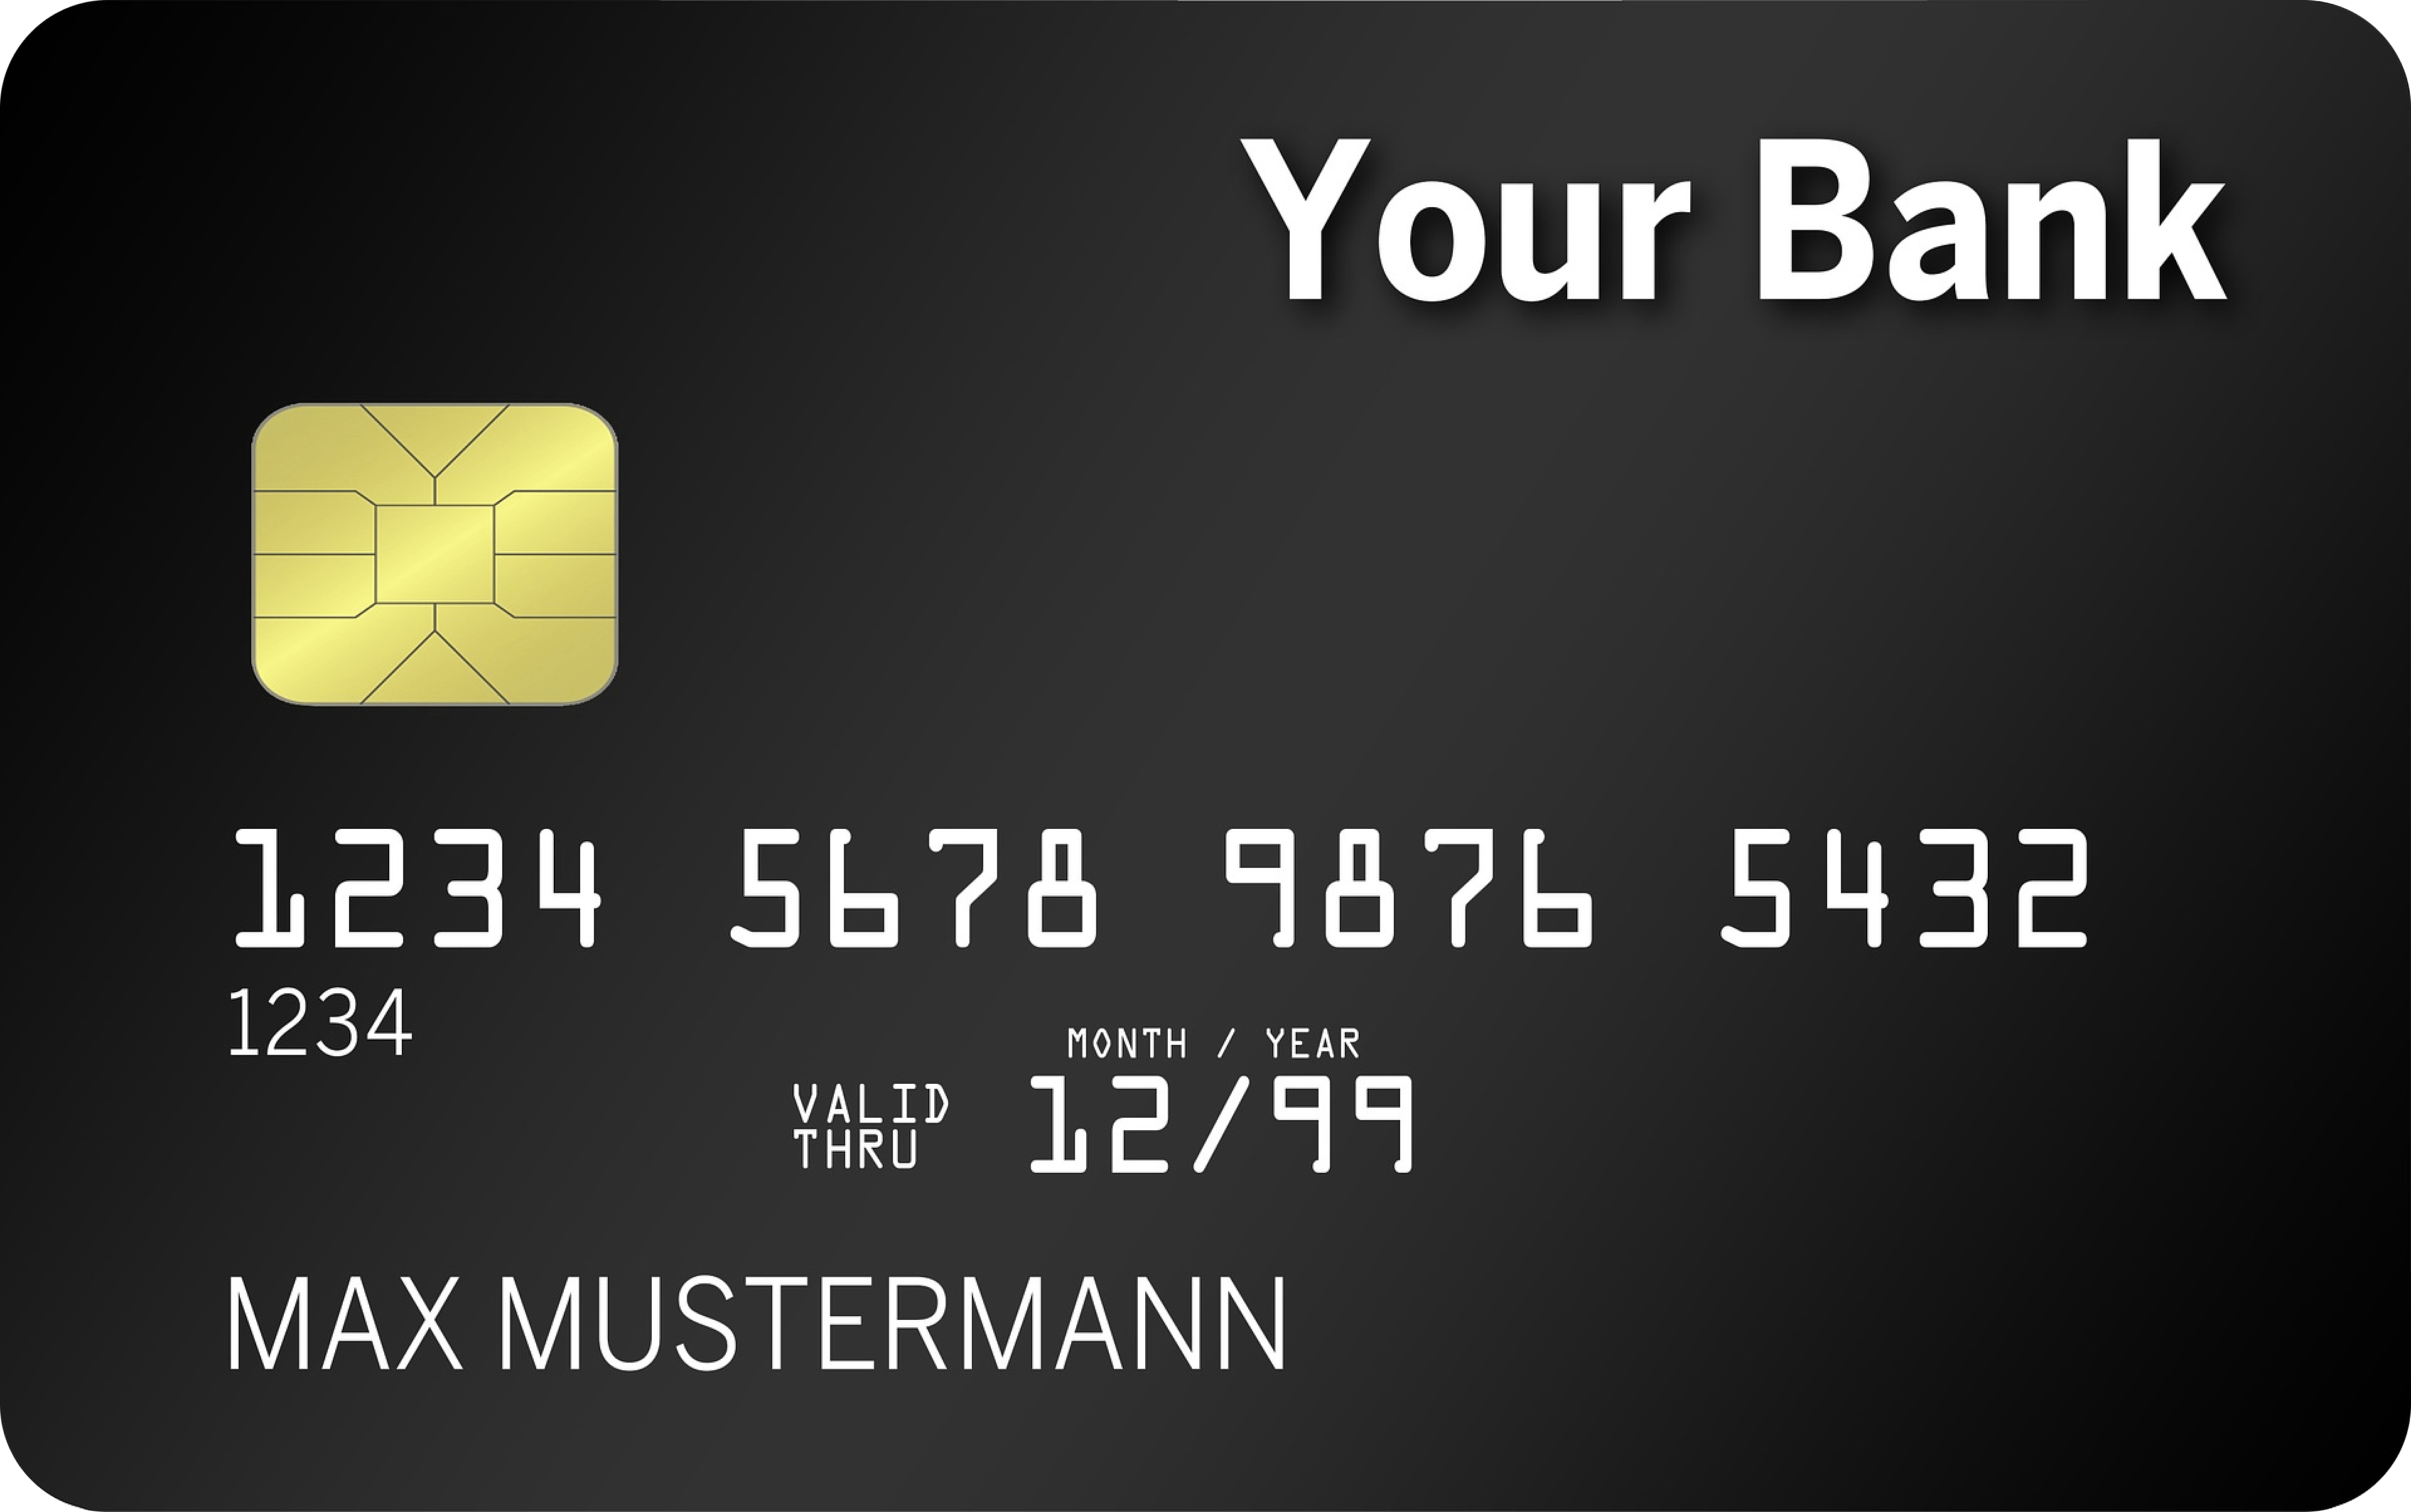 Your Bank
1234 5678 9876 5432
1234
MONTH / YEAR
VALID
THRU 12/99
MAX MUSTERMANN